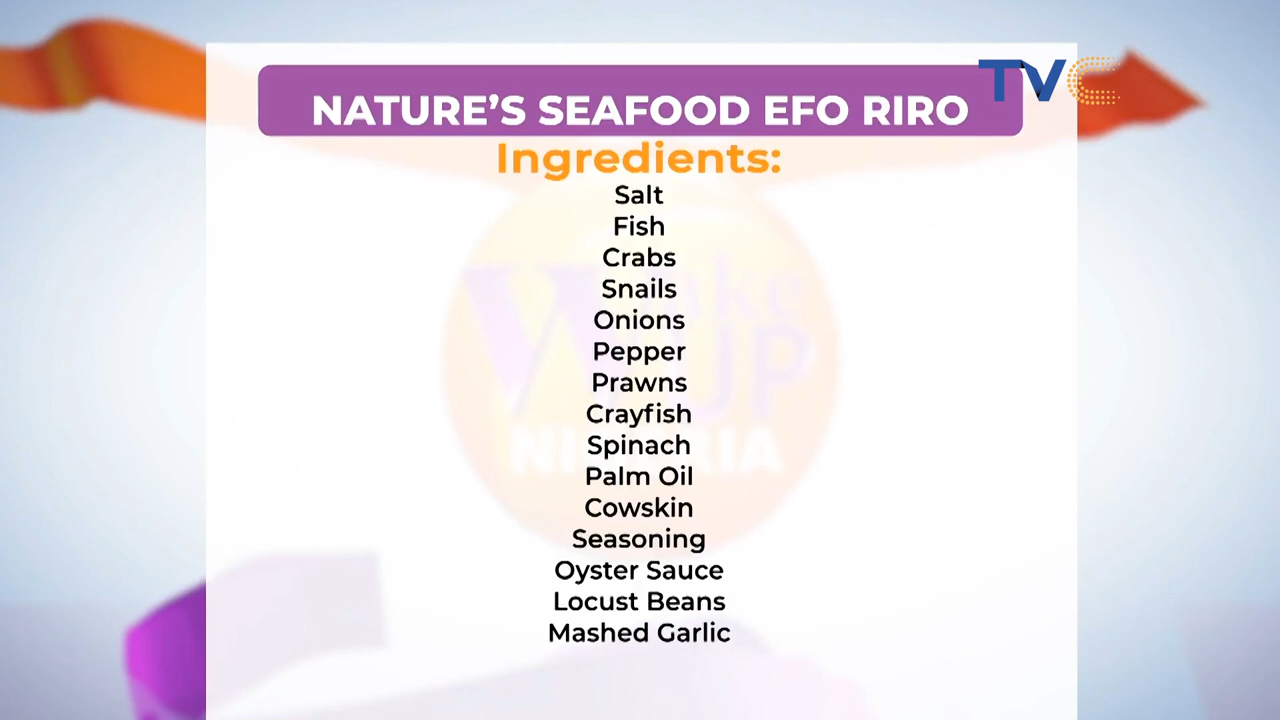 TVC
NATURE'S SEAFOOD EFO RIRO
Ingredients:
Salt
Fish
Crabs
Snails
Onions
Pepper
Prawns
Crayfish
Spinach
Palm Oil
Cowskin
Seasoning
Oyster Sauce
Locust Beans
Mashed Garlic